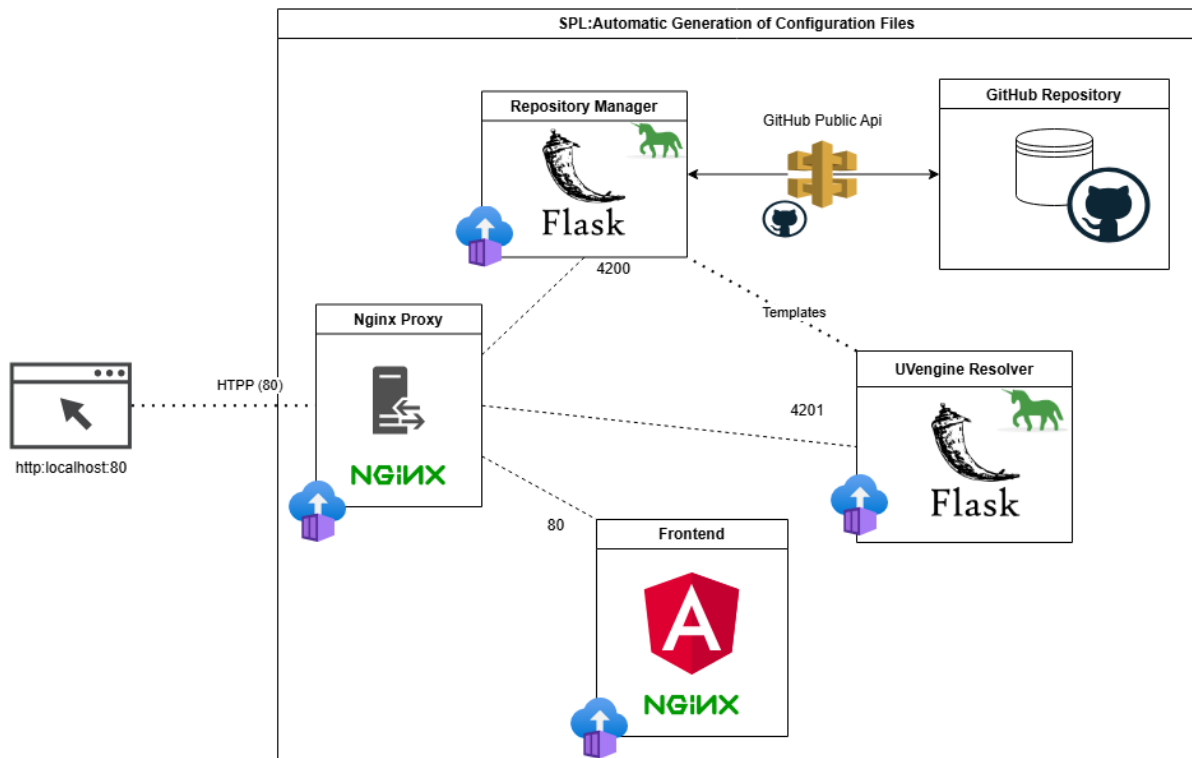 SPL:Automatic Generation of Configuration Files
Repository Manager
Flask
4200
GitHub Public Api
GitHub Repository
Templates
Nginx Proxy
NGiNX
HTPP (80)
http:localhost:80
UVengine Resolver
Flask
4201
80
Frontend
A
NGiNX